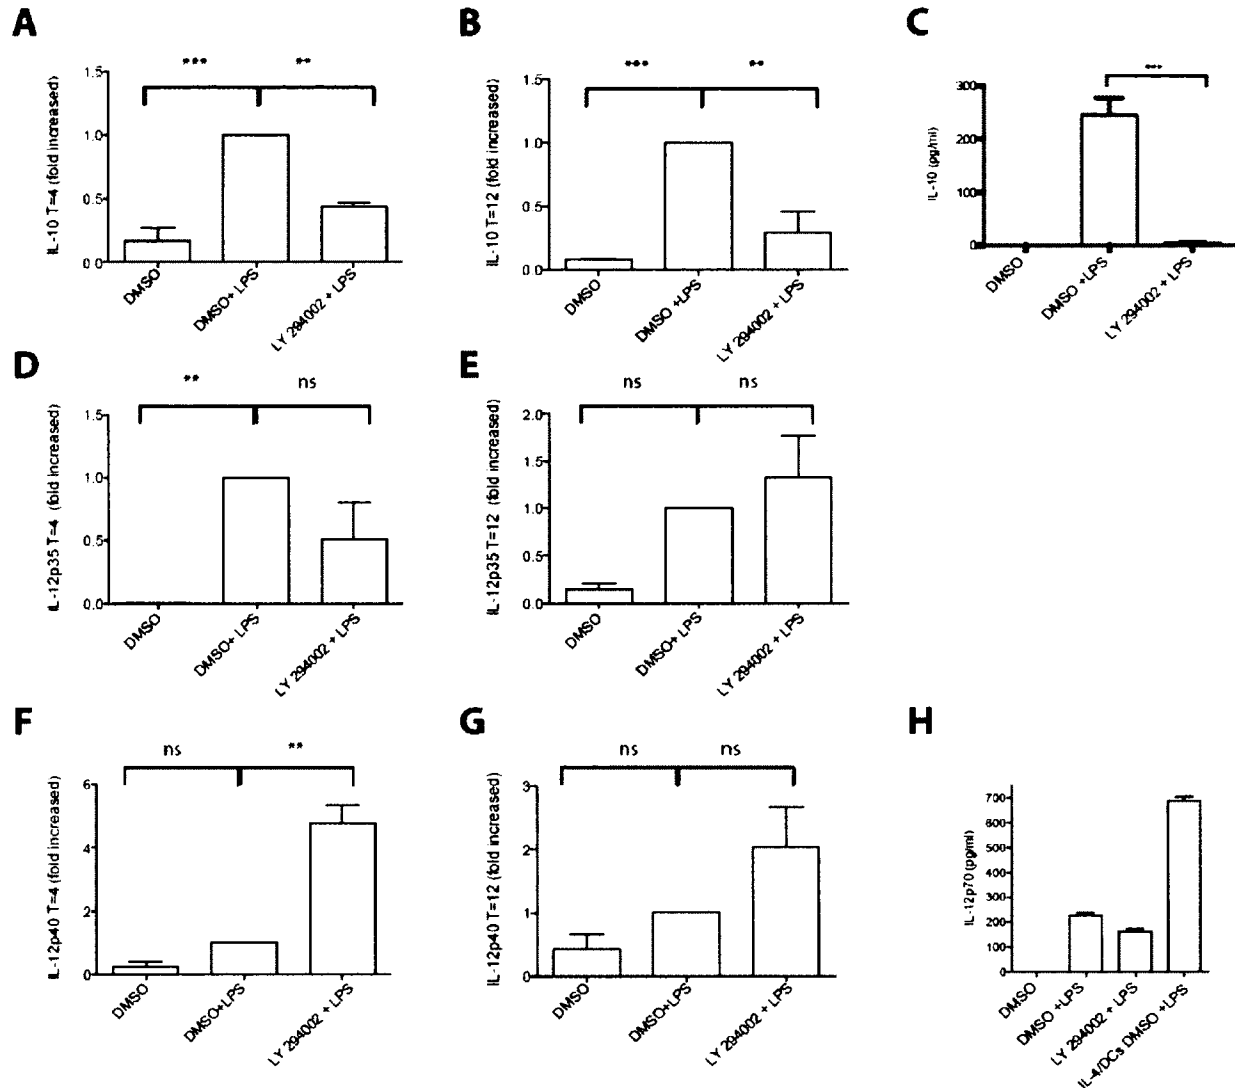 A
*** **
IL-10 T=4 (fold increased)
1.5
1.0
0.5
0.0
DMSO
DMSO+ LPS
LY 294002 + LPS
B
*** **
IL-10 T=12 (fold increased)
1.5
1.0
0.5
0.0
DMSO
DMSO +LPS
LY 294002 + LPS
C
***
IL-10 (pg/ml)
300
200
100
0
DMSO
DMSO +LPS
LY 294002 + LPS
D
** ns
IL-12p35 T=4 (fold increased)
1.5
1.0
0.5
0.0
DMSO
DMSO+ LPS
LY 294002 + LPS
E
ns ns
IL-12p35 T=12 (fold increased)
2.0
1.5
1.0
0.5
0.0
DMSO
DMSO+ LPS
LY 294002 + LPS
F
ns **
IL-12p40 T=4 (fold increased)
6
4
2
0
DMSO
DMSO+LPS
LY 294002 + LPS
G
ns ns
IL-12p40 T=12 (fold increased)
3
2
1
0
DMSO
DMSO+LPS
LY 294002 + LPS
H
IL-12p70 (pg/ml)
700
600
500
400
300
200
100
0
DMSO
DMSO +LPS
LY 294002 + LPS
IL-4/DCs DMSO +LPS